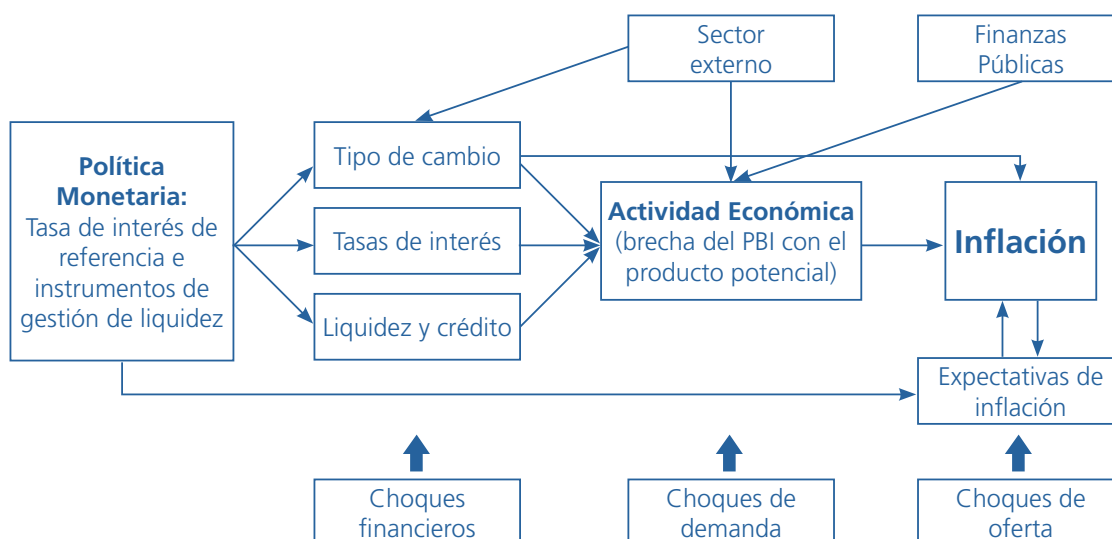 Sector
externo
Finanzas
Públicas
Política
Monetaria:
Tasa de interés de
referencia e
instrumentos de
gestión de liquidez
Tipo de cambio
Tasas de interés
Liquidez y crédito
Actividad Económica
(brecha del PBI con el
producto potencial)
Inflación
Expectativas de
inflación
Choques
financieros
Choques de
demanda
Choques de
oferta